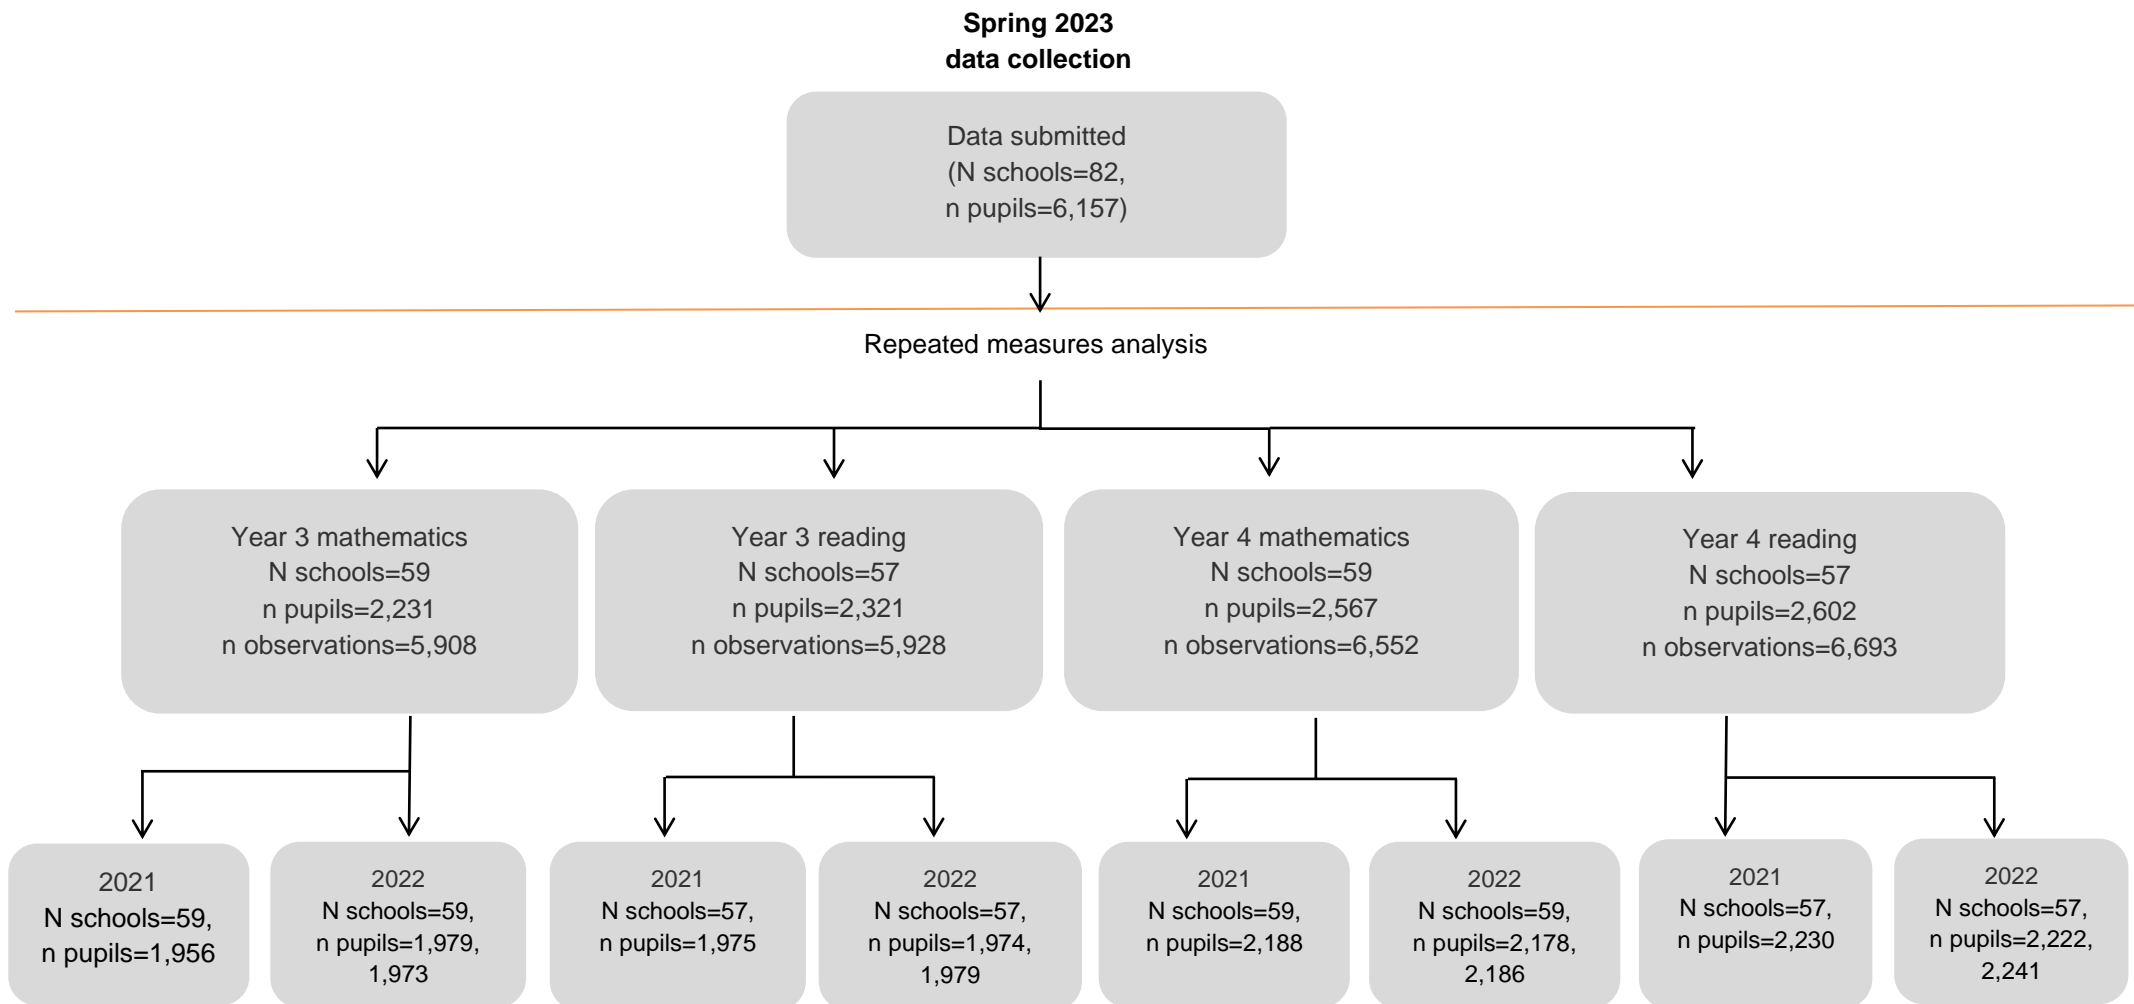 Spring 2023
data collection
Data submitted
(N schools=82,
n pupils=6,157)
Repeated measures analysis
Year 3 mathematics
N schools=59
n pupils=2,231
n observations=5,908
Year 3 reading
N schools=57
n pupils=2,321
n observations=5,928
Year 4 mathematics
N schools=59
n pupils=2,567
n observations=6,552
Year 4 reading
N schools=57
n pupils=2,602
n observations=6,693
2021
N schools=59,
n pupils=1,956
2022
N schools=59,
n pupils=1,979,
1,973
2021
N schools=57,
n pupils=1,975
2022
N schools=57,
n pupils=1,974,
1,979
2021
N schools=59,
n pupils=2,188
2022
N schools=59,
n pupils=2,178,
2,186
2021
N schools=57,
n pupils=2,230
2022
N schools=57,
n pupils=2,222,
2,241